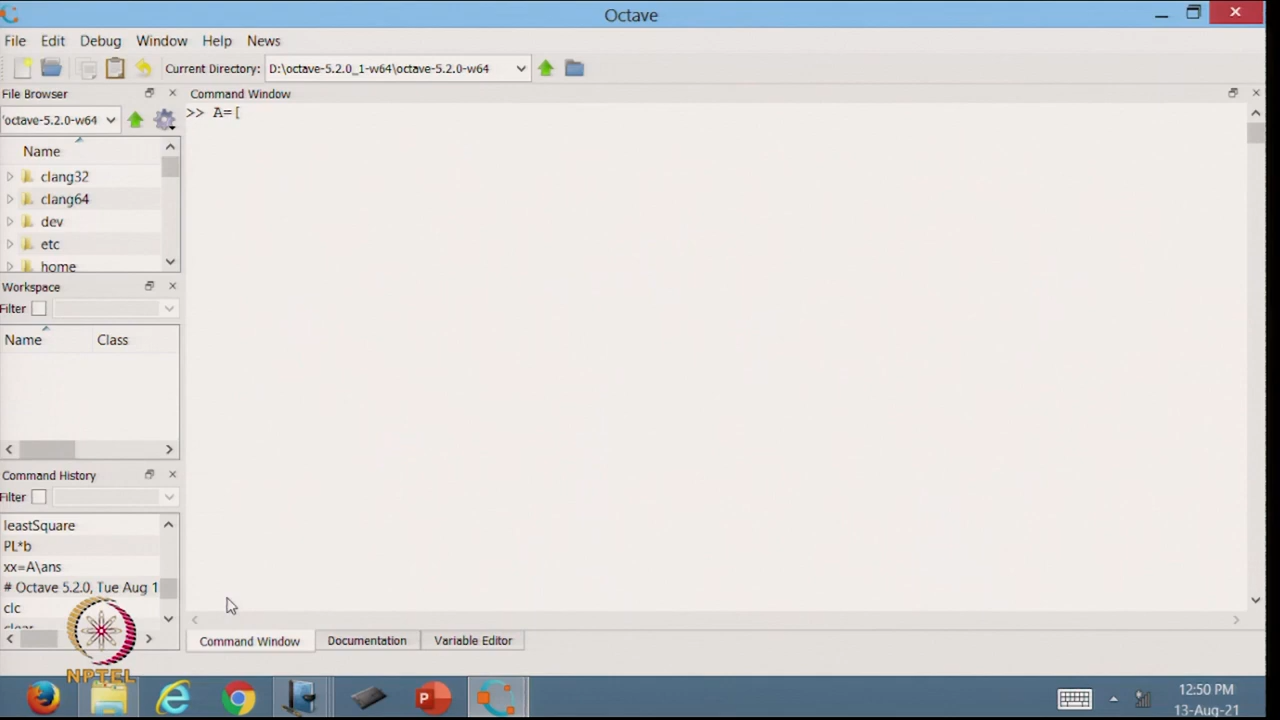 Octave
File Edit Debug Window Help News
Current Directory: D:\octave-5.2.0_1-w64\octave-5.2.0-w64
File Browser
Command Window
'octave-5.2.0-w64
>> A=[
Name
clang32
clang64
dev
etc
home
Workspace
Filter
Name Class
Command History
Filter
leastSquare
PL*b
xx=A\ans
# Octave 5.2.0, Tue Aug 1
clc
clear
Command Window Documentation Variable Editor
NPTEL
12:50 PM
13-Aug-21